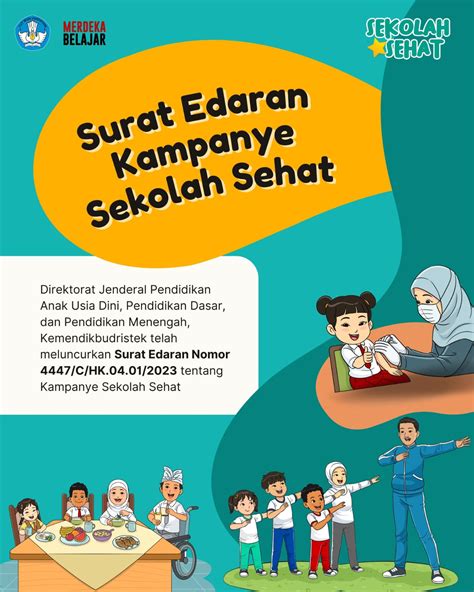 MERDEKA
BELAJAR
SEKOLAH
SEHAT
Surat Edaran
Kampanye
Sekolah Sehat
Direktorat Jenderal Pendidikan
Anak Usia Dini, Pendidikan Dasar,
dan Pendidikan Menengah,
Kemendikbudristek telah
meluncurkan Surat Edaran Nomor
4447/C/HK.04.01/2023 tentang
Kampanye Sekolah Sehat